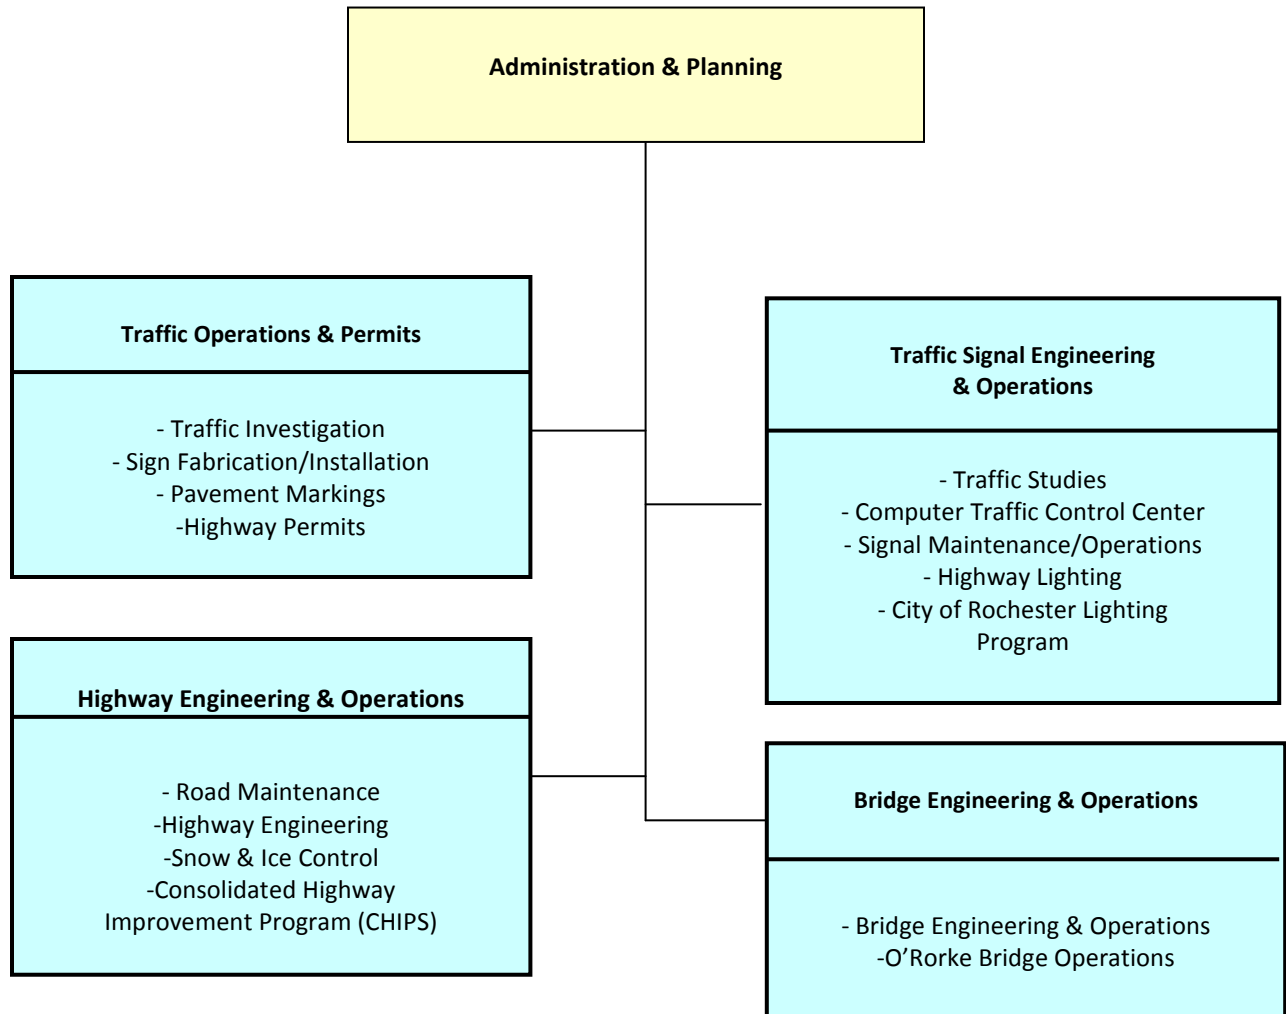 Administration & Planning
Traffic Operations & Permits
- Traffic Investigation
- Sign Fabrication/Installation
- Pavement Markings
-Highway Permits
Traffic Signal Engineering
& Operations
- Traffic Studies
- Computer Traffic Control Center
- Signal Maintenance/Operations
- Highway Lighting
- City of Rochester Lighting
Program
Highway Engineering & Operations
- Road Maintenance
-Highway Engineering
-Snow & Ice Control
-Consolidated Highway
Improvement Program (CHIPS)
Bridge Engineering & Operations
- Bridge Engineering & Operations
-O’Rorke Bridge Operations